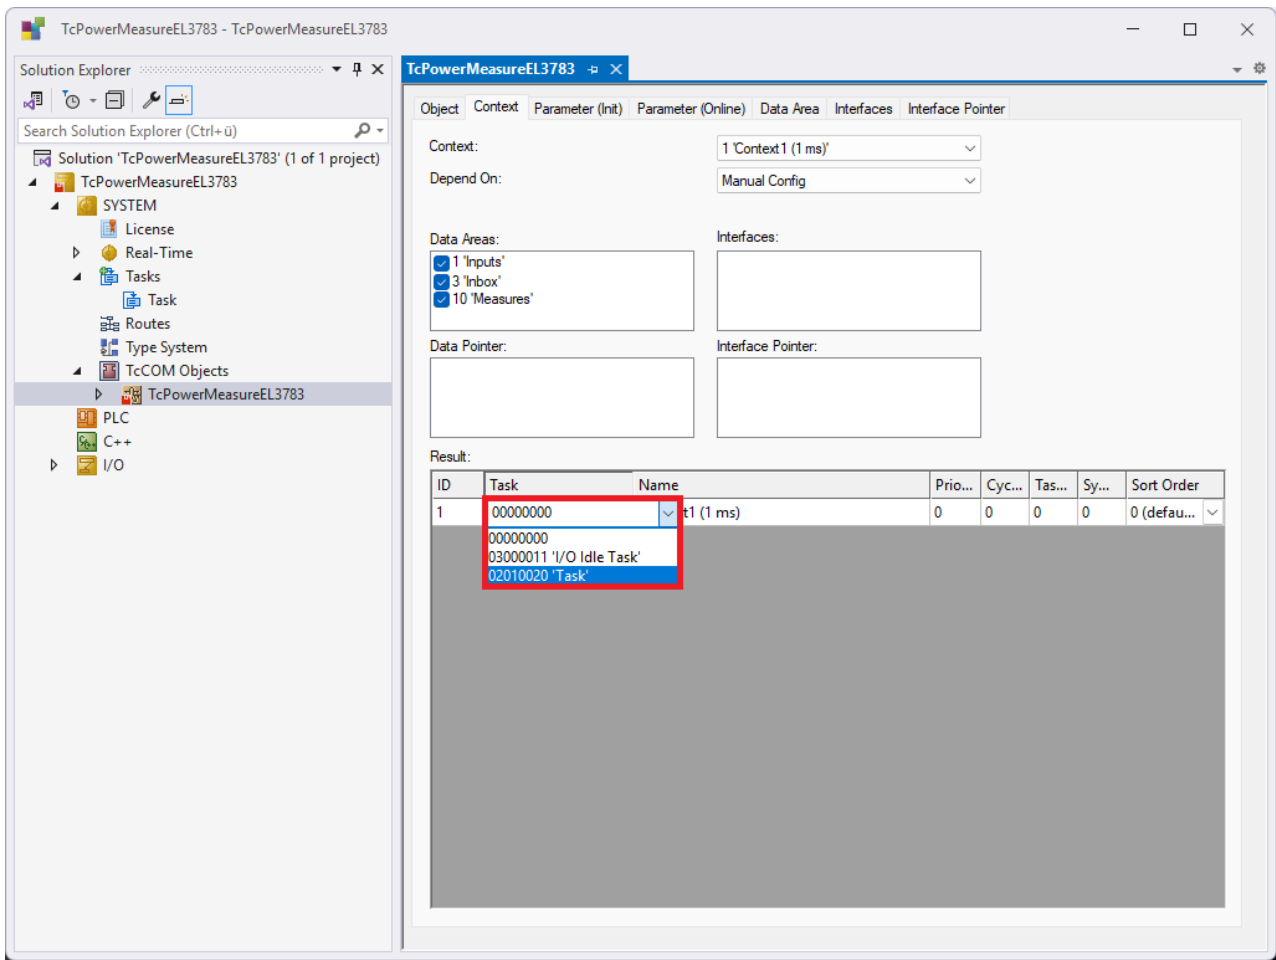 TcPowerMeasureEL3783 - TcPowerMeasureEL3783
Solution Explorer
Search Solution Explorer (Ctrl+ü)
Solution 'TcPowerMeasureEL3783' (1 of 1 project)
TcPowerMeasureEL3783
SYSTEM
License
Real-Time
Tasks
Task
Routes
Type System
TcCOM Objects
TcPowerMeasureEL3783
PLC
C++
I/O
TcPowerMeasureEL3783
Object Context Parameter (Init) Parameter (Online) Data Area Interfaces Interface Pointer
Context: 1 'Context1 (1 ms)'
Depend On: Manual Config
Data Areas: Interfaces:
1 'Inputs'
3 'Inbox'
10 'Measures'
Data Pointer: Interface Pointer:
Result:
ID Task Name Prio... Cyc... Tas... Sy... Sort Order
1 00000000 t1 (1 ms) 0 0 0 0 0 (defau...
00000000
03000011 'I/O Idle Task'
02010020 'Task'